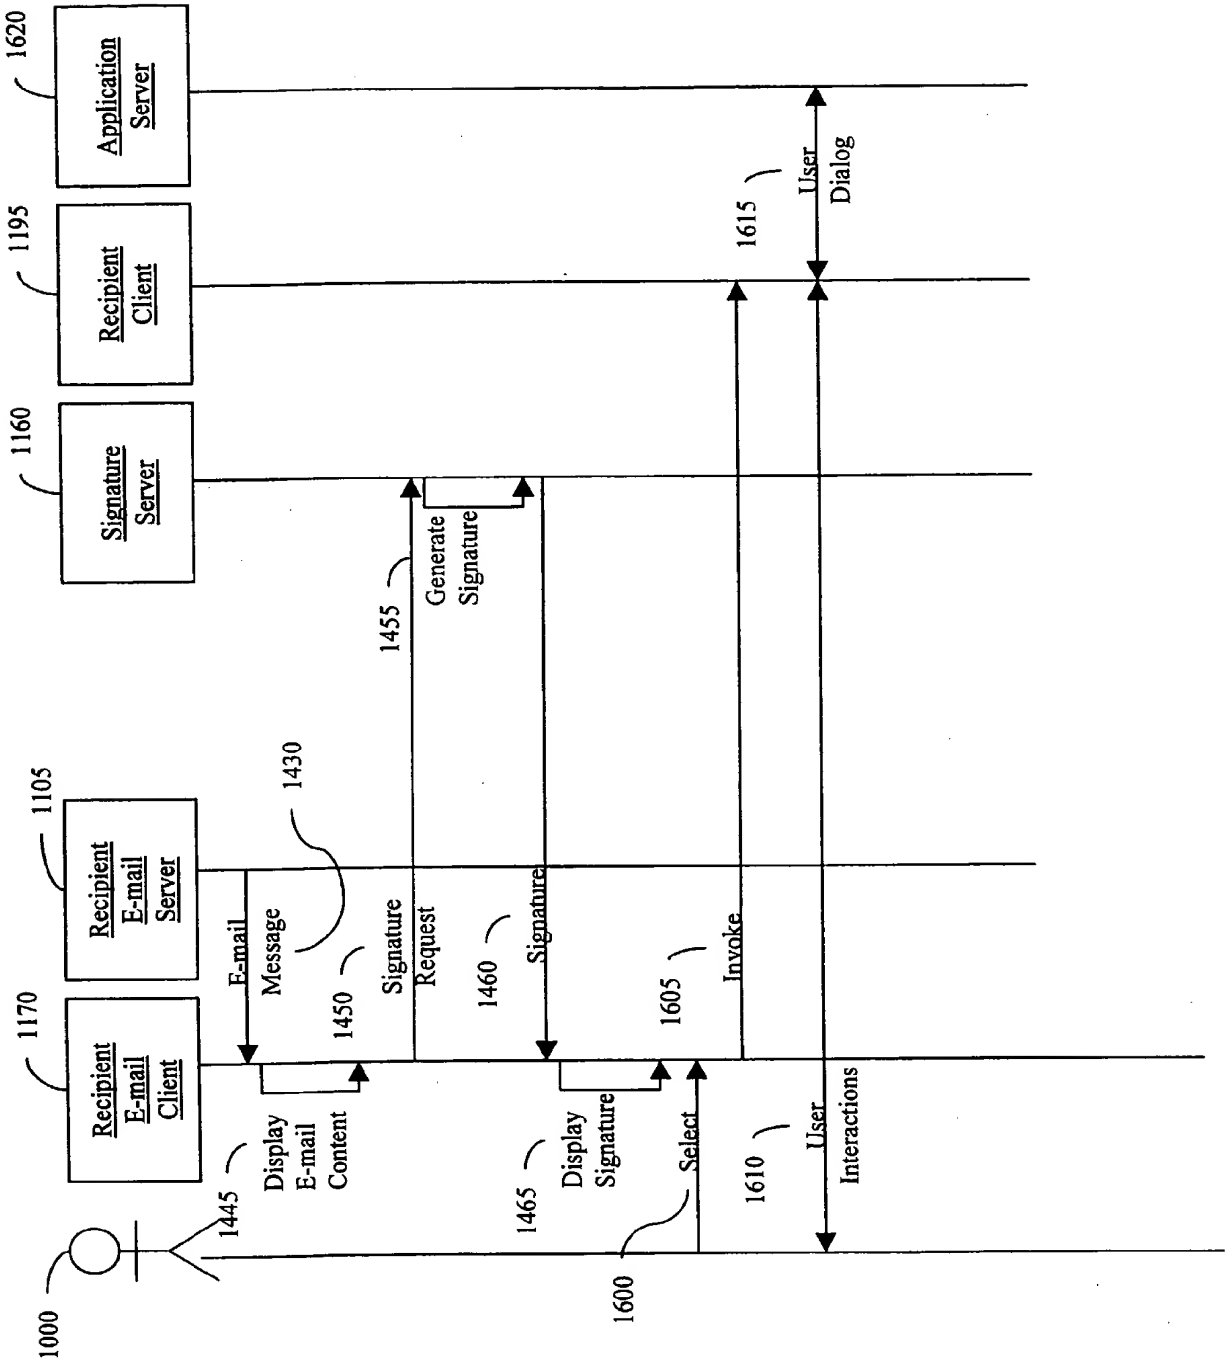 1000
1170
Recipient
E-mail
Client
1105
Recipient
E-mail
Server
1160
Signature
Server
1195
Recipient
Client
1620
Application
Server
E-mail
Message
1430
1445
Display
E-mail
Content
1450
Signature
Request
1455
Generate
Signature
1460
Signature
1465
Display
Signature
1600
Select
1605
Invoke
1610
User
Interactions
1615
User
Dialog